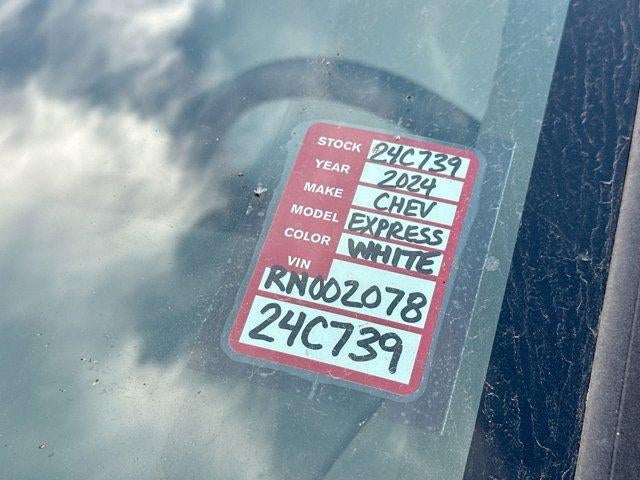 STOCK 24C739
YEAR 2024
MAKE CHEV
MODEL EXPRESS
COLOR WHITE
VIN
RN002078
24C739